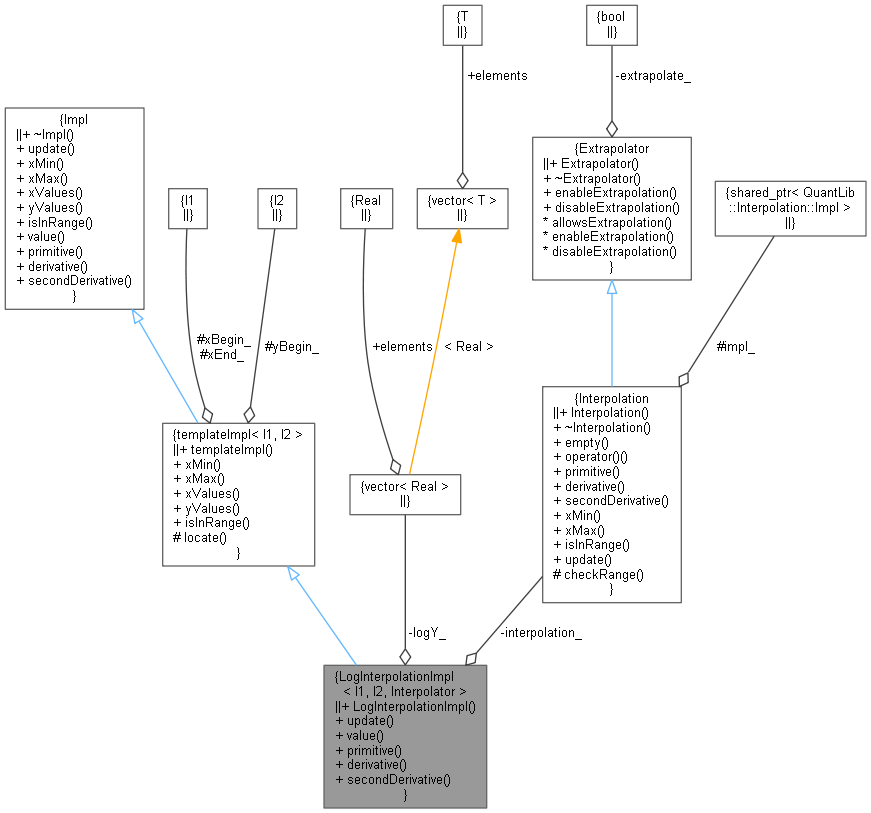 {T
||}
{bool
||}
+elements
-extrapolate_
{Impl
||+ ~Impl()
+ update()
+ xMin()
+ xMax()
+ xValues()
+ yValues()
+ isInRange()
+ value()
+ primitive()
+ derivative()
+ secondDerivative()
}
{Extrapolator
||+ Extrapolator()
+ ~Extrapolator()
+ enableExtrapolation()
+ disableExtrapolation()
* allowsExtrapolation()
* enableExtrapolation()
* disableExtrapolation()
}
{I1
||}
{I2
||}
{Real
||}
{vector< T >
||}
{shared_ptr< QuantLib
::Interpolation::Impl >
||}
#xBegin_
#xEnd_
#yBegin_
+elements
< Real >
#impl_
{templateImpl< I1, I2 >
||+ templateImpl()
+ xMin()
+ xMax()
+ xValues()
+ yValues()
+ isInRange()
# locate()
}
{vector< Real >
||}
{Interpolation
||+ Interpolation()
+ ~Interpolation()
+ empty()
+ operator()()
+ primitive()
+ derivative()
+ secondDerivative()
+ xMin()
+ xMax()
+ isInRange()
+ update()
# checkRange()
}
-logY_
-interpolation_
{LogInterpolationImpl
< I1, I2, Interpolator >
||+ LogInterpolationImpl()
+ update()
+ value()
+ primitive()
+ derivative()
+ secondDerivative()
}